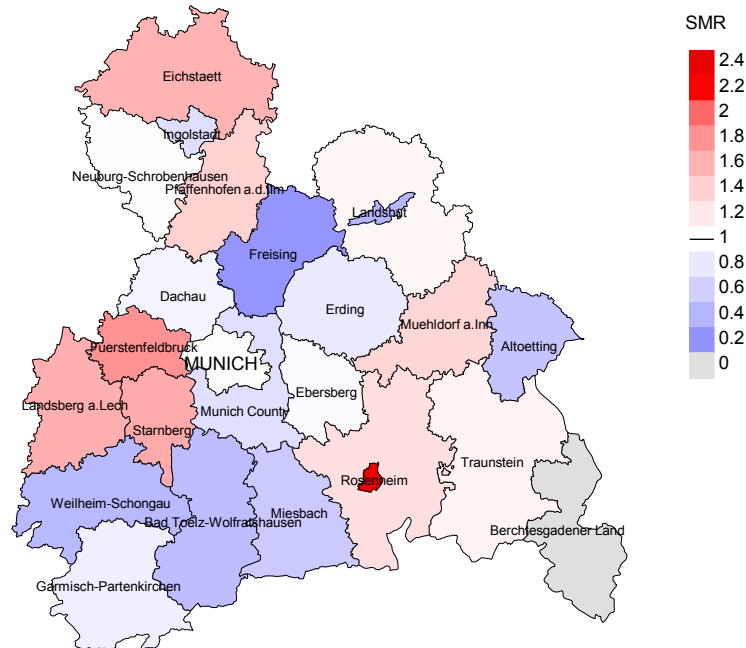 SMR
2.4
2.2
2
1.8
1.6
1.4
1.2
1
0.8
0.6
0.4
0.2
0
Eichstaett
Ingolstadt
Neuburg-Schrobenhausen
Pfaffenhofen a.d.Ilm
Landshut
Freising
Dachau
Erding
Muehldorf a.Inn
Altoetting
Fuerstenfeldbruck
MUNICH
Ebersberg
Landsberg a.Lech
Munich County
Starnberg
Traunstein
Rosenheim
Weilheim-Schongau
Miesbach
Bad Toelz-Wolfratshausen
Berchtesgadener Land
Garmisch-Partenkirchen